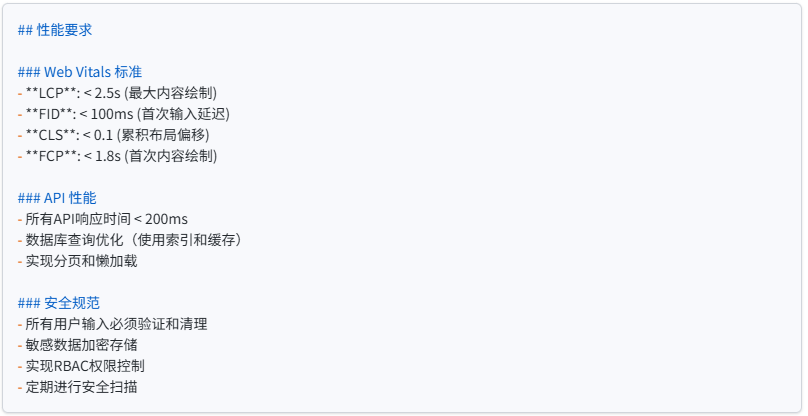 ## 性能要求
### Web Vitals 标准
- **LCP**: < 2.5s (最大内容绘制)
- **FID**: < 100ms (首次输入延迟)
- **CLS**: < 0.1 (累积布局偏移)
- **FCP**: < 1.8s (首次内容绘制)
### API 性能
- 所有API响应时间 < 200ms
- 数据库查询优化（使用索引和缓存）
- 实现分页和懒加载
### 安全规范
- 所有用户输入必须验证和清理
- 敏感数据加密存储
- 实现RBAC权限控制
- 定期进行安全扫描